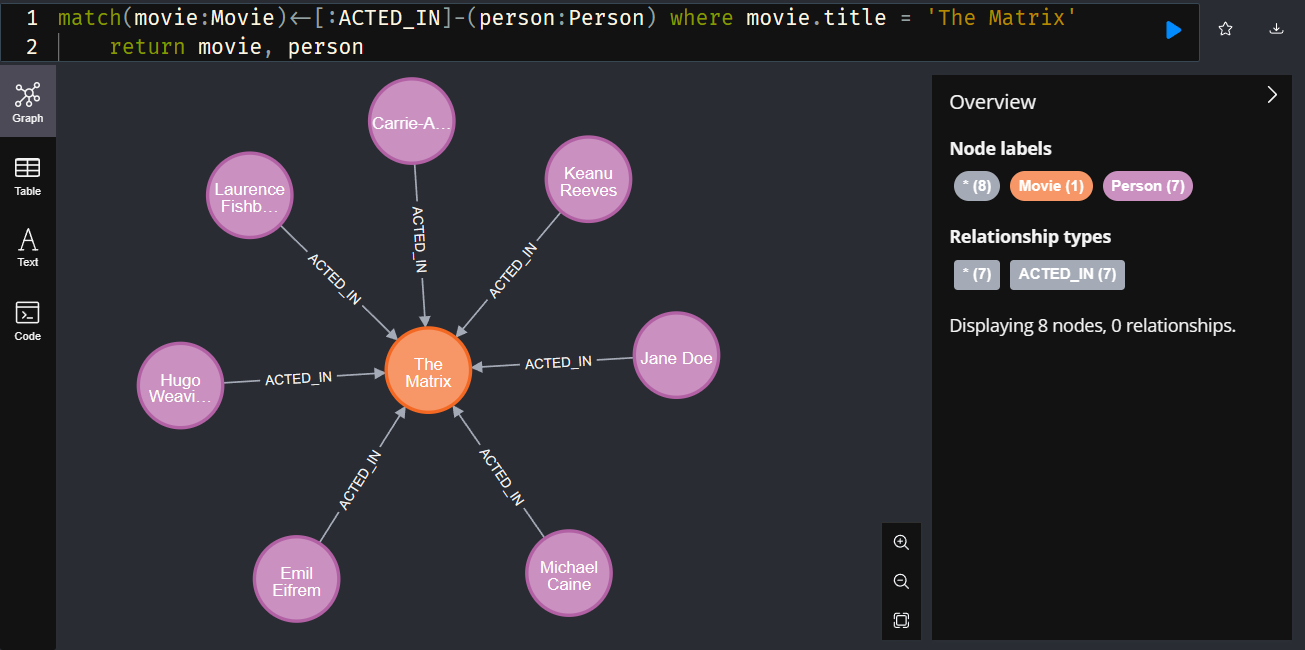 1 match(movie:Movie)<-[:ACTED_IN]-(person:Person) where movie.title = 'The Matrix'
2 return movie, person
Graph
Table
Text
Code
Carrie-A...
Laurence
Fishb...
Keanu
Reeves
ACTED_IN
ACTED_IN
ACTED_IN
The
Matrix
Jane Doe
ACTED_IN
Hugo
Weavi...
ACTED_IN
ACTED_IN
ACTED_IN
Emil
Eifrem
Michael
Caine
Overview
Node labels
* (8) Movie (1) Person (7)
Relationship types
* (7) ACTED_IN (7)
Displaying 8 nodes, 0 relationships.